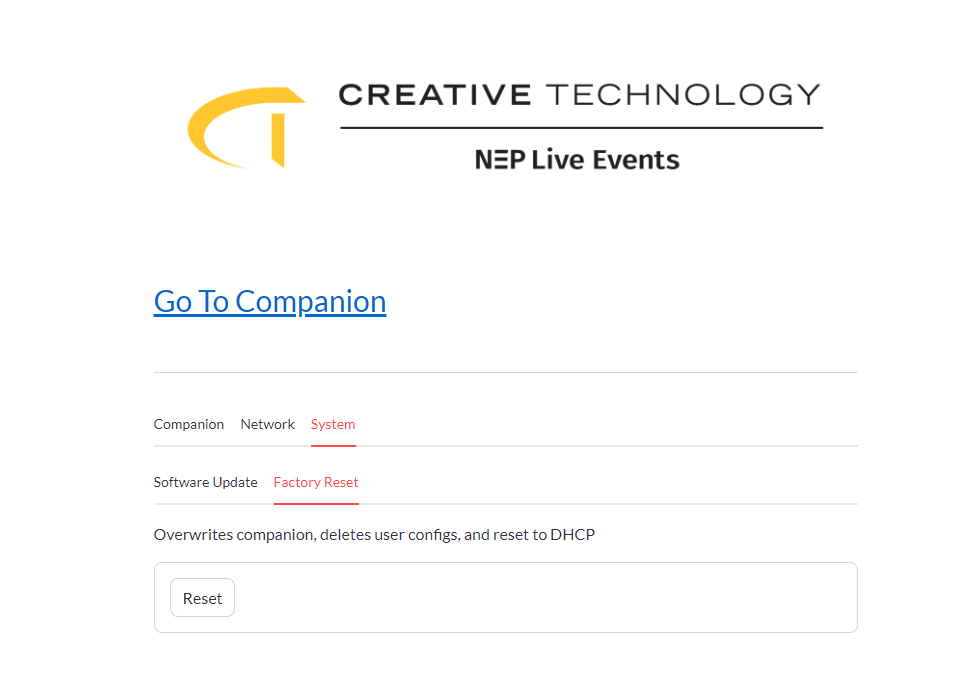 CREATIVE TECHNOLOGY
NEP Live Events
Go To Companion
Companion Network System
Software Update Factory Reset
Overwrites companion, deletes user configs, and reset to DHCP
Reset